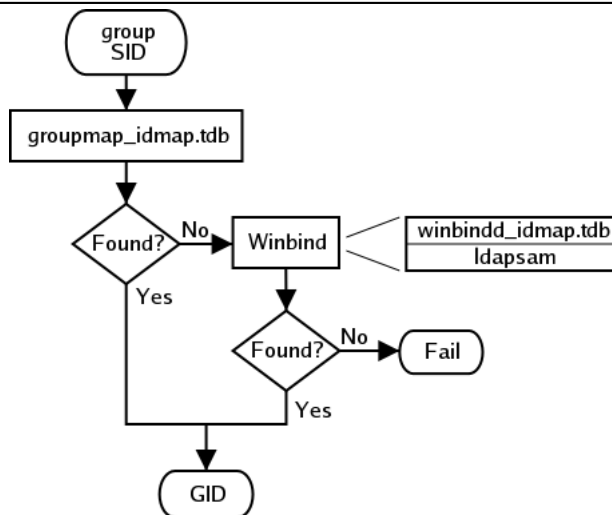 group
SID
groupmap_idmap.tdb
Found?
No
Winbind
winbindd_idmap.tdb
ldapsam
Yes
Found?
No
Fail
Yes
GID